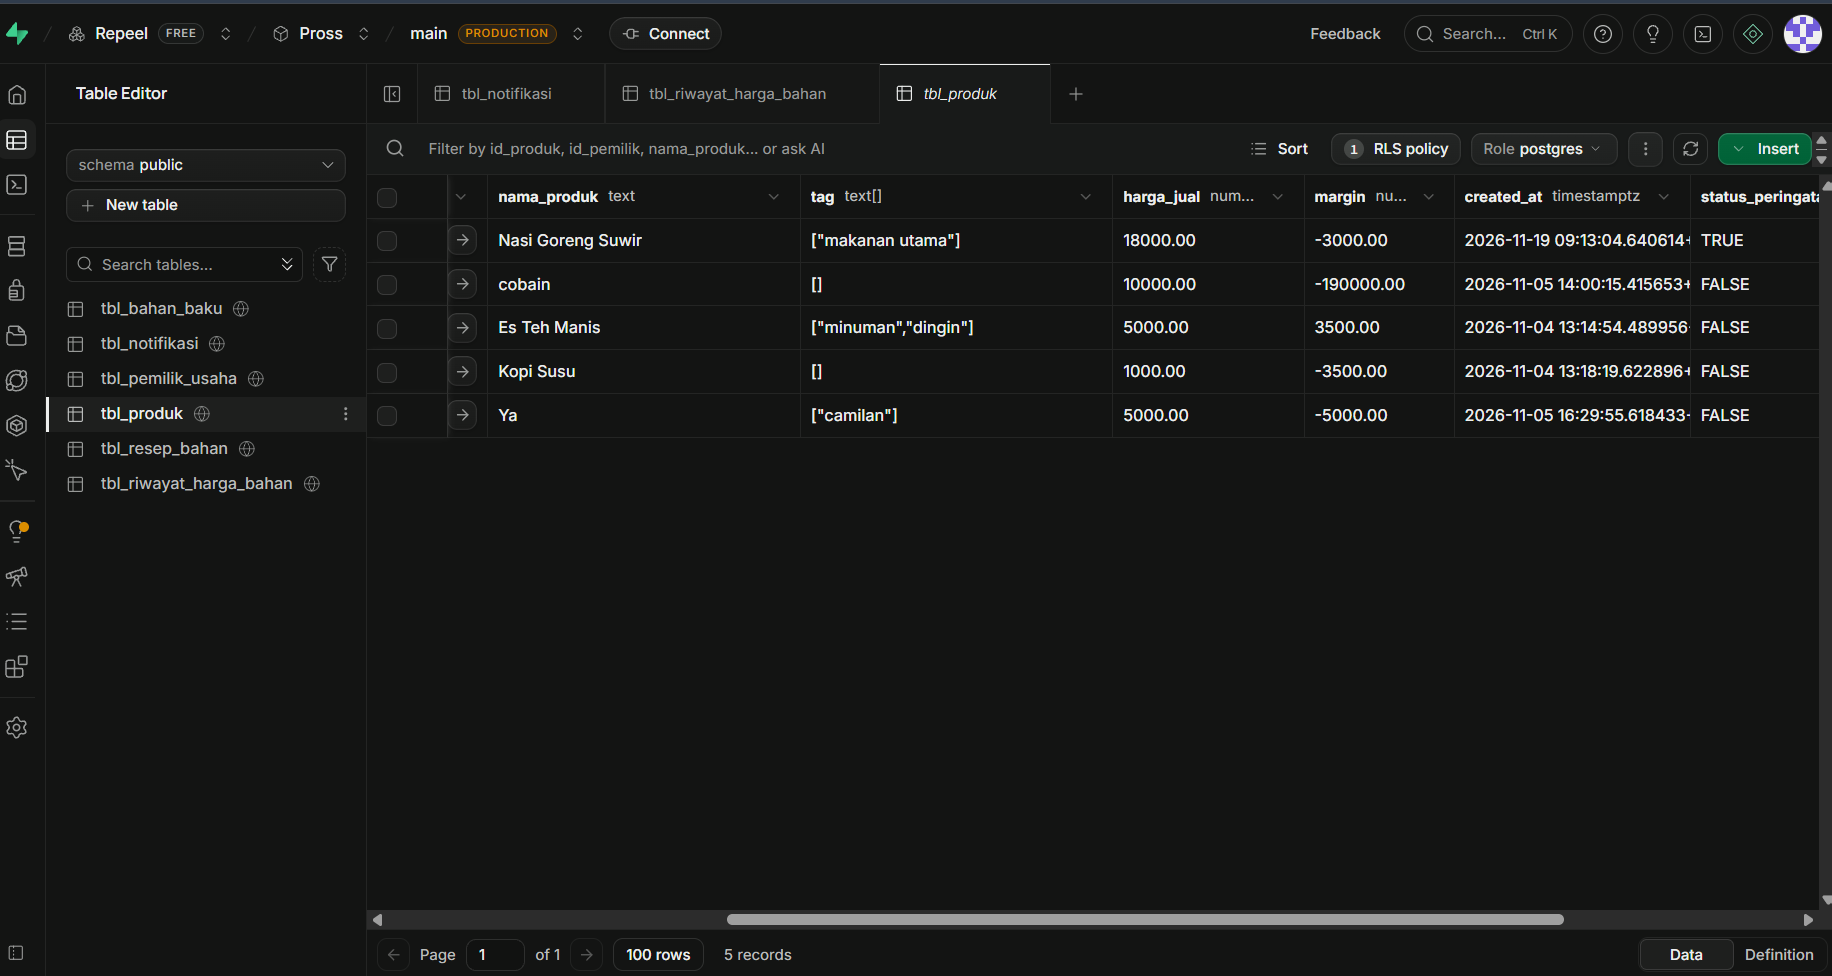 Repeel FREE / Pross / main PRODUCTION Connect Feedback Search... Ctrl K
Table Editor
tbl_notifikasi tbl_riwayat_harga_bahan tbl_produk
schema public
New table
Search tables...
tbl_bahan_baku
tbl_notifikasi
tbl_pemilik_usaha
tbl_produk
tbl_resep_bahan
tbl_riwayat_harga_bahan
Filter by id_produk, id_pemilik, nama_produk... or ask AI Sort 1 RLS policy Role postgres Insert
nama_produk text tag text[] harga_jual num... margin nu... created_at timestamptz status_peringata
Nasi Goreng Suwir ["makanan utama"] 18000.00 -3000.00 2026-11-19 09:13:04.640614+ TRUE
cobain [] 10000.00 -190000.00 2026-11-05 14:00:15.415653+ FALSE
Es Teh Manis ["minuman","dingin"] 5000.00 3500.00 2026-11-04 13:14:54.489956 FALSE
Kopi Susu [] 1000.00 -3500.00 2026-11-04 13:18:19.622896+ FALSE
Ya ["camilan"] 5000.00 -5000.00 2026-11-05 16:29:55.618433 FALSE
Page 1 of 1 100 rows 5 records Data Definition